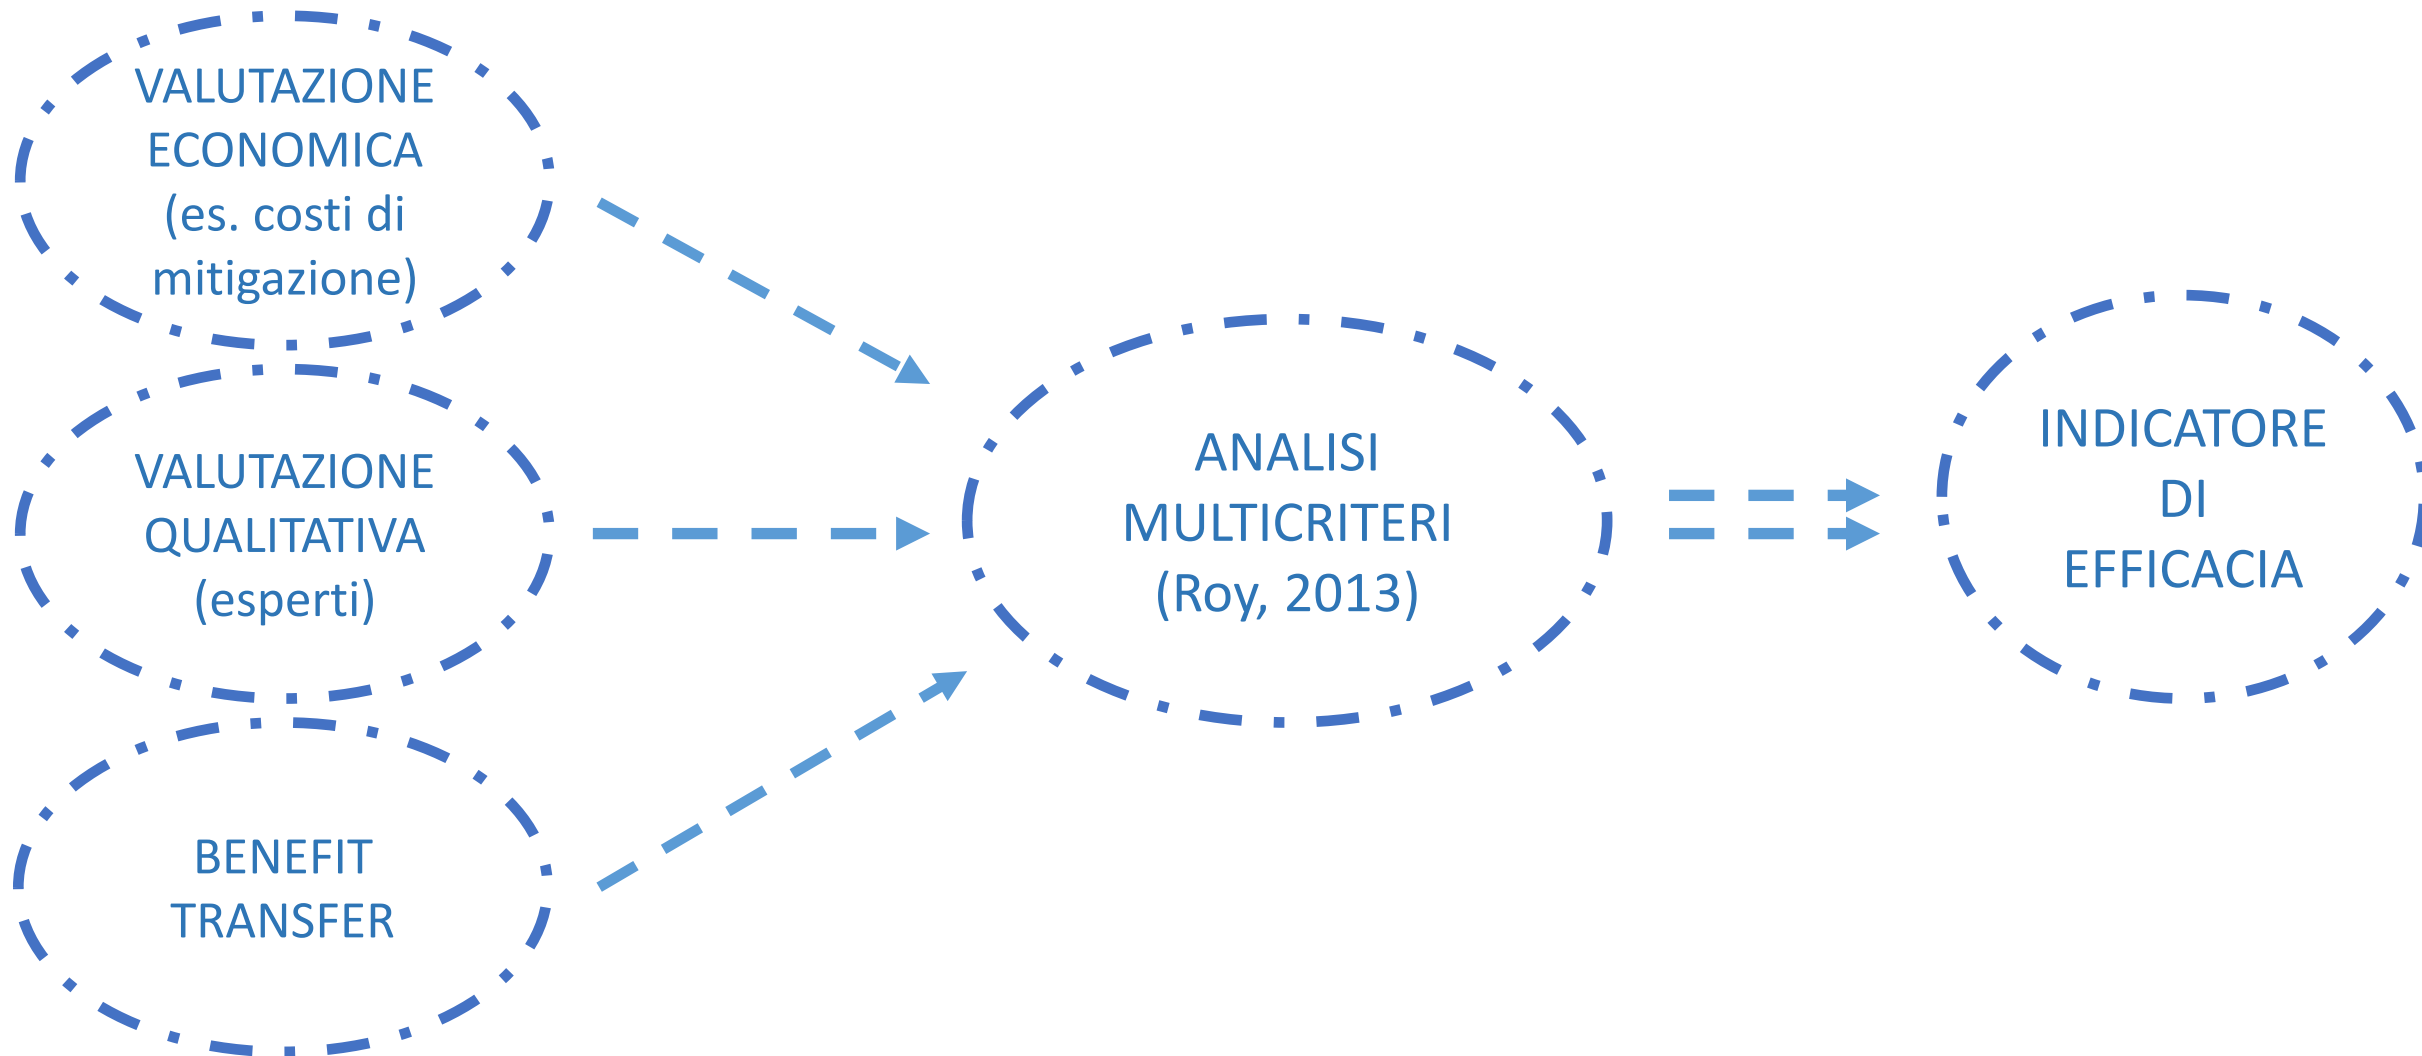 VALUTAZIONE
ECONOMICA
(es. costi di
mitigazione)
VALUTAZIONE
QUALITATIVA
(esperti)
BENEFIT
TRANSFER
ANALISI
MULTICRITERI
(Roy, 2013)
INDICATORE
DI
EFFICACIA